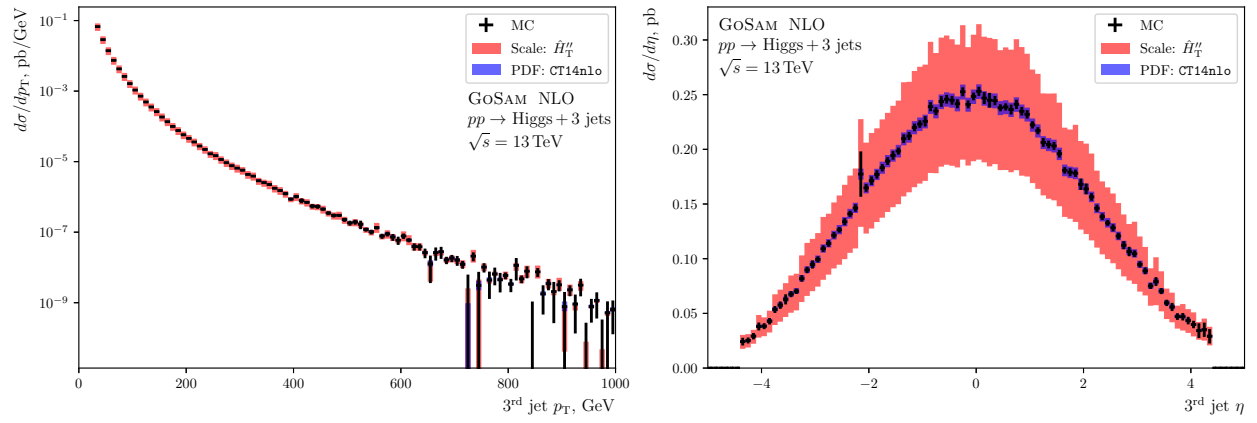 dσ/dp_T, pb/GeV
10⁻¹
10⁻³
10⁻⁵
10⁻⁷
10⁻⁹
MC
Scale: Ĥ″_T
PDF: CT14nlo
GoSam NLO
pp → Higgs + 3 jets
√s = 13 TeV
0 200 400 600 800 1000
3ʳᵈ jet p_T, GeV
dσ/dη, pb
0.30
0.25
0.20
0.15
0.10
0.05
0.00
GoSam NLO
pp → Higgs + 3 jets
√s = 13 TeV
MC
Scale: Ĥ″_T
PDF: CT14nlo
−4 −2 0 2 4
3ʳᵈ jet η